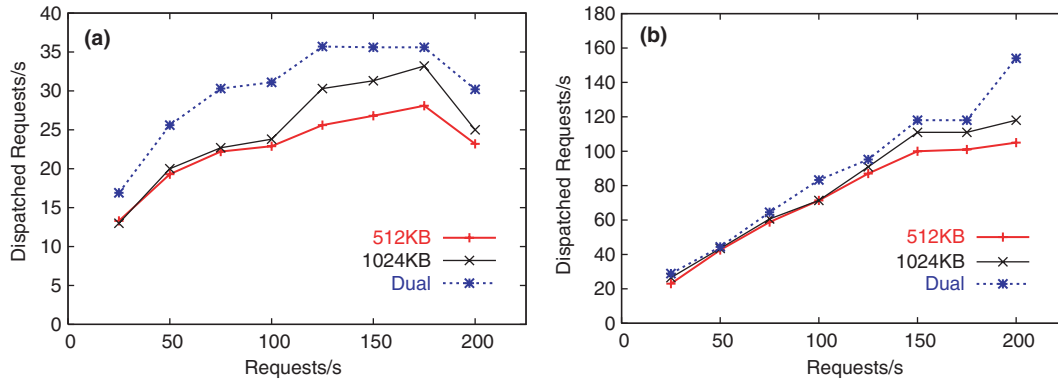 (a)
Dispatched Requests/s
40
35
30
25
20
15
10
5
0
0 50 100 150 200
Requests/s
512KB
1024KB
Dual
(b)
Dispatched Requests/s
180
160
140
120
100
80
60
40
20
0
0 50 100 150 200
Requests/s
512KB
1024KB
Dual